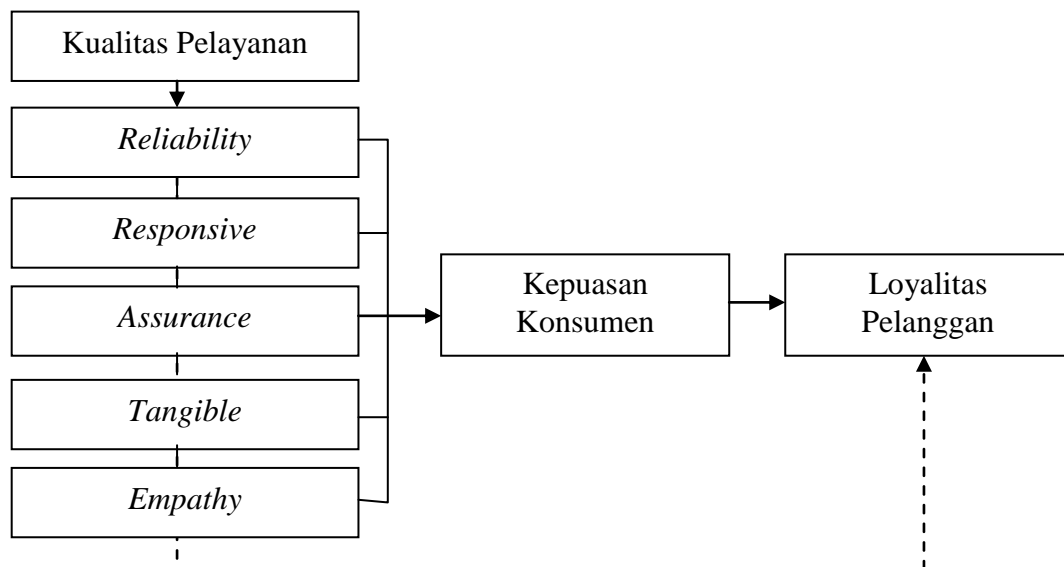 Kualitas Pelayanan
Reliability
Responsive
Assurance
Tangible
Empathy
Kepuasan
Konsumen
Loyalitas
Pelanggan